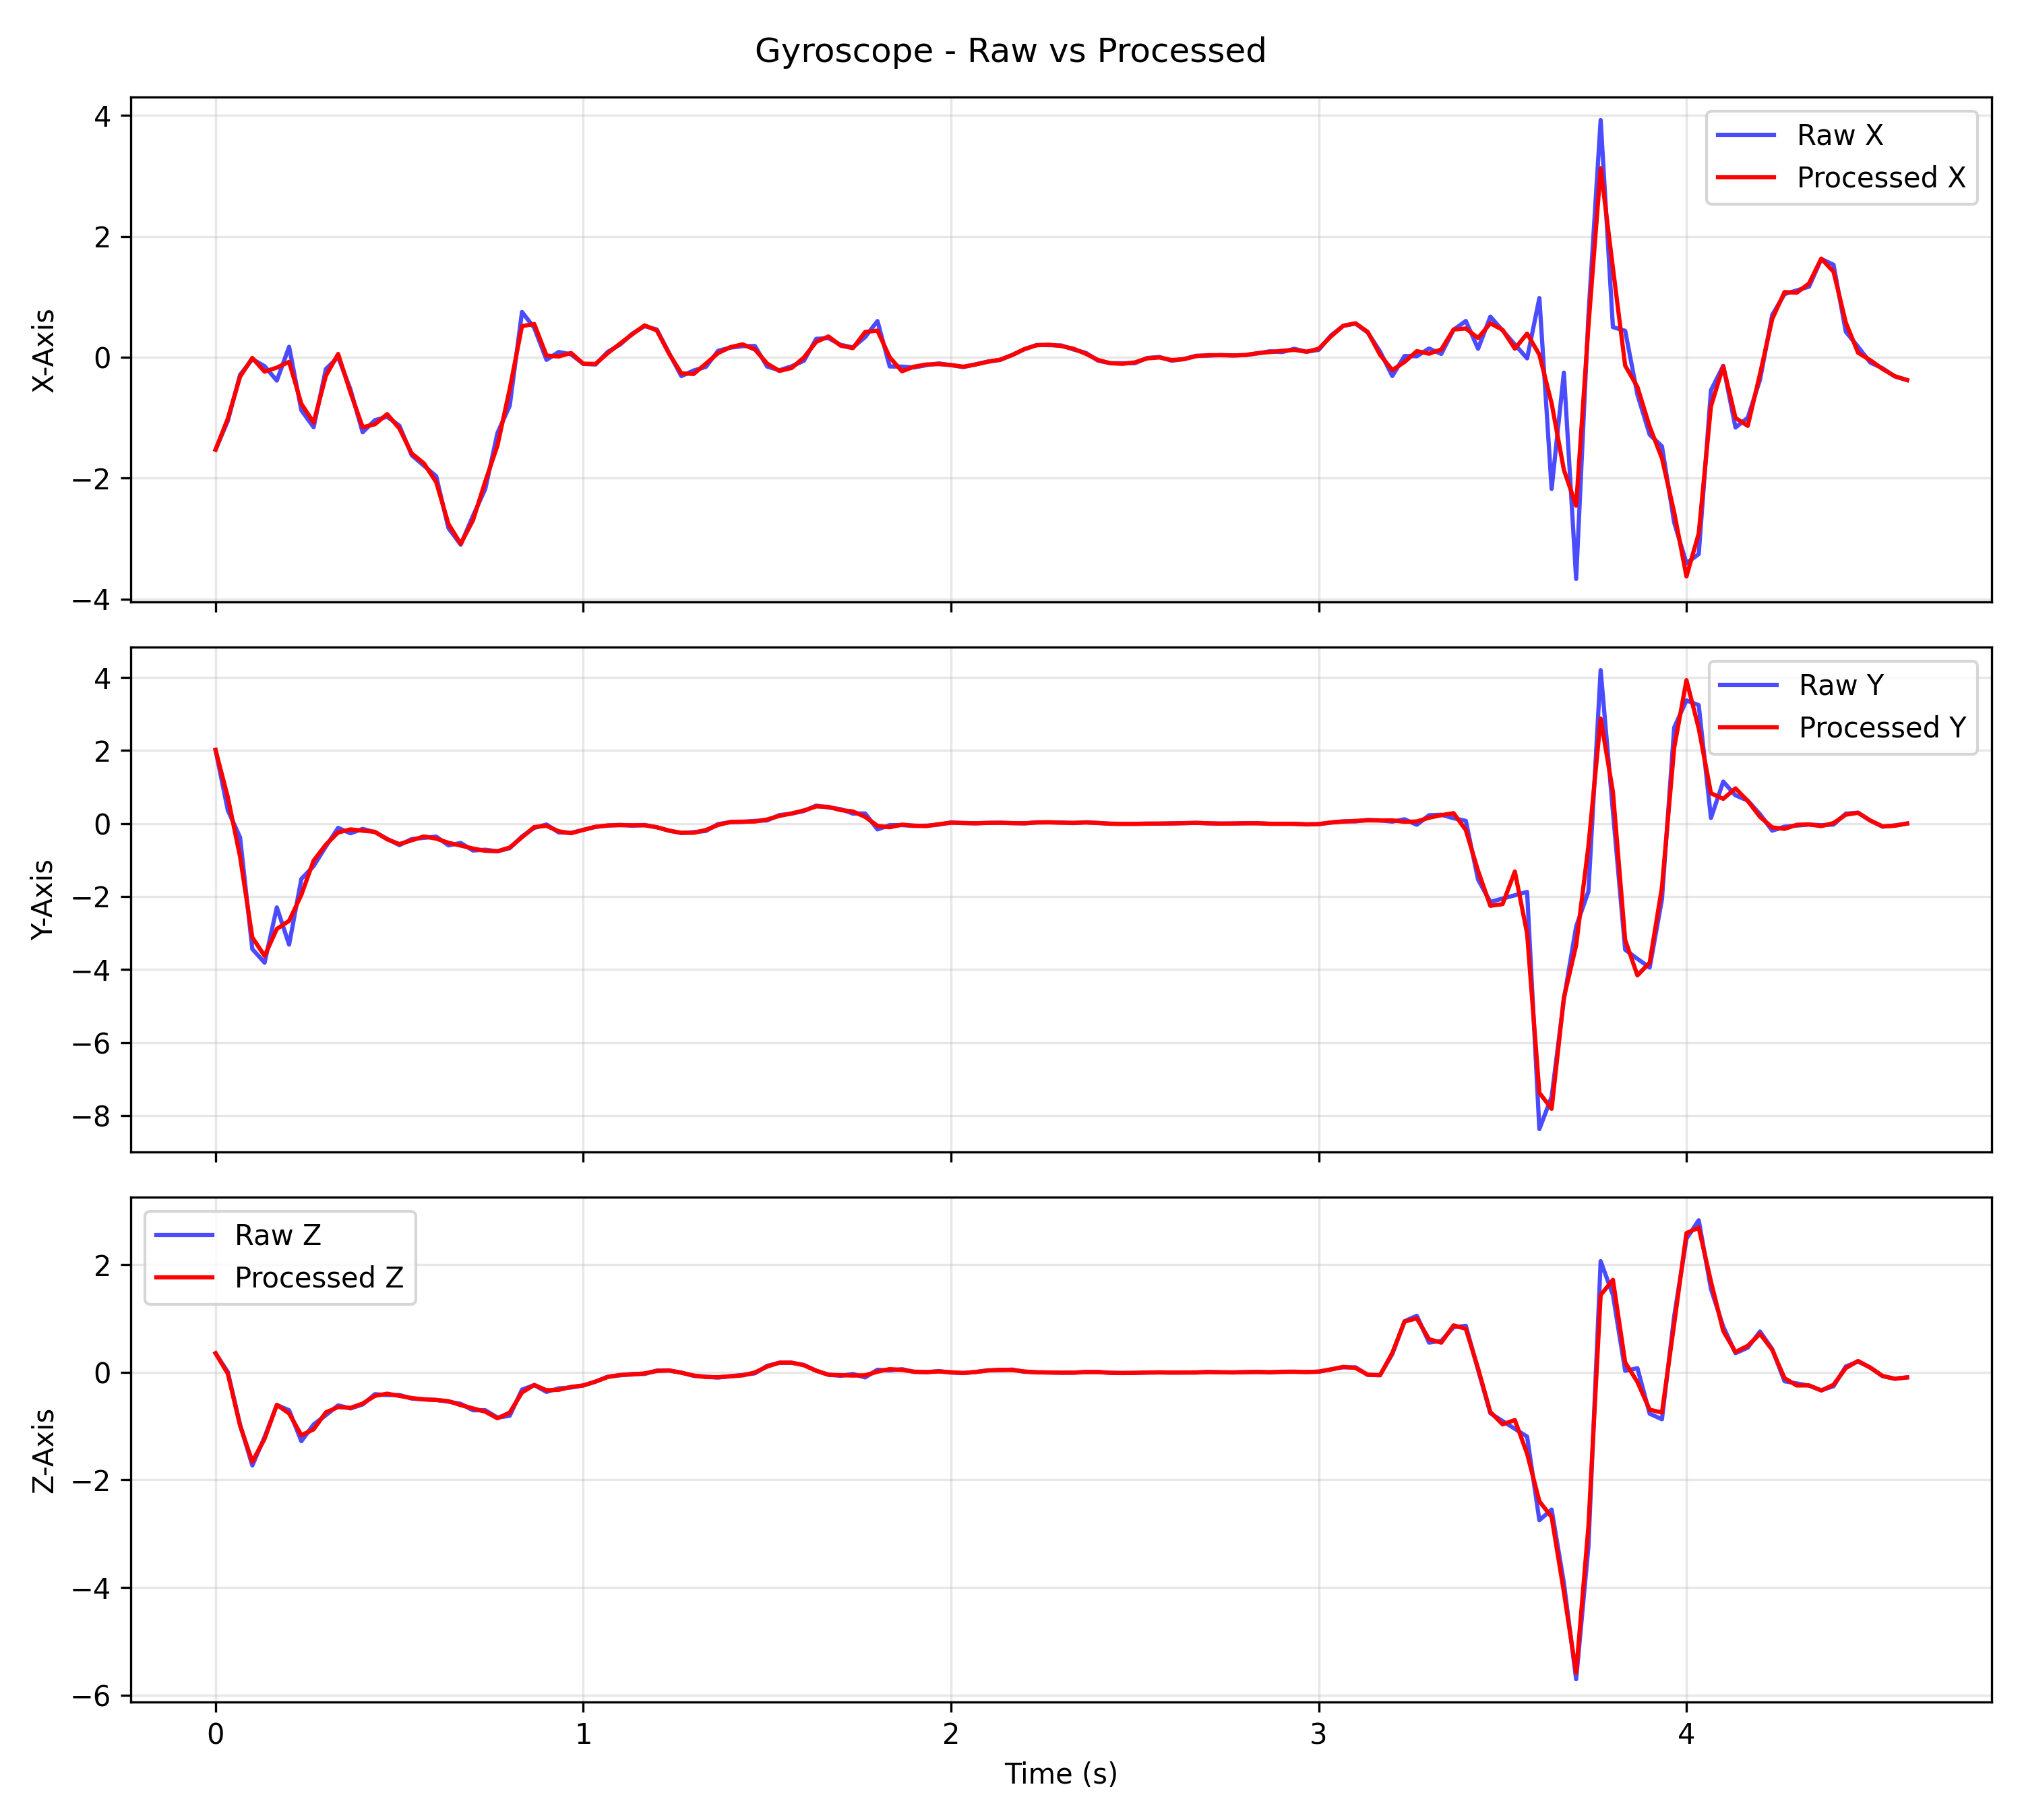 Gyroscope - Raw vs Processed
4
2
0
−2
−4
X-Axis
Raw X
Processed X
4
2
0
−2
−4
−6
−8
Y-Axis
Raw Y
Processed Y
2
0
−2
−4
−6
Z-Axis
Raw Z
Processed Z
0
1
2
3
4
Time (s)